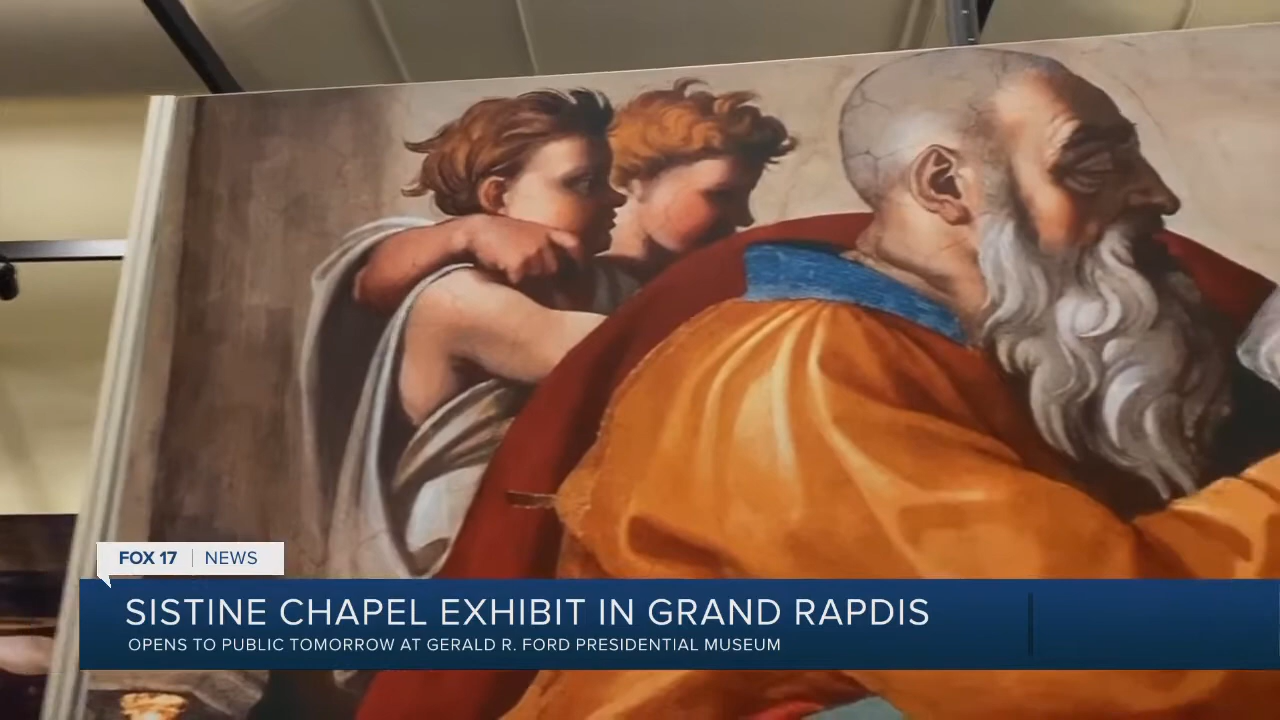 FOX 17 | NEWS
SISTINE CHAPEL EXHIBIT IN GRAND RAPDIS
OPENS TO PUBLIC TOMORROW AT GERALD R. FORD PRESIDENTIAL MUSEUM